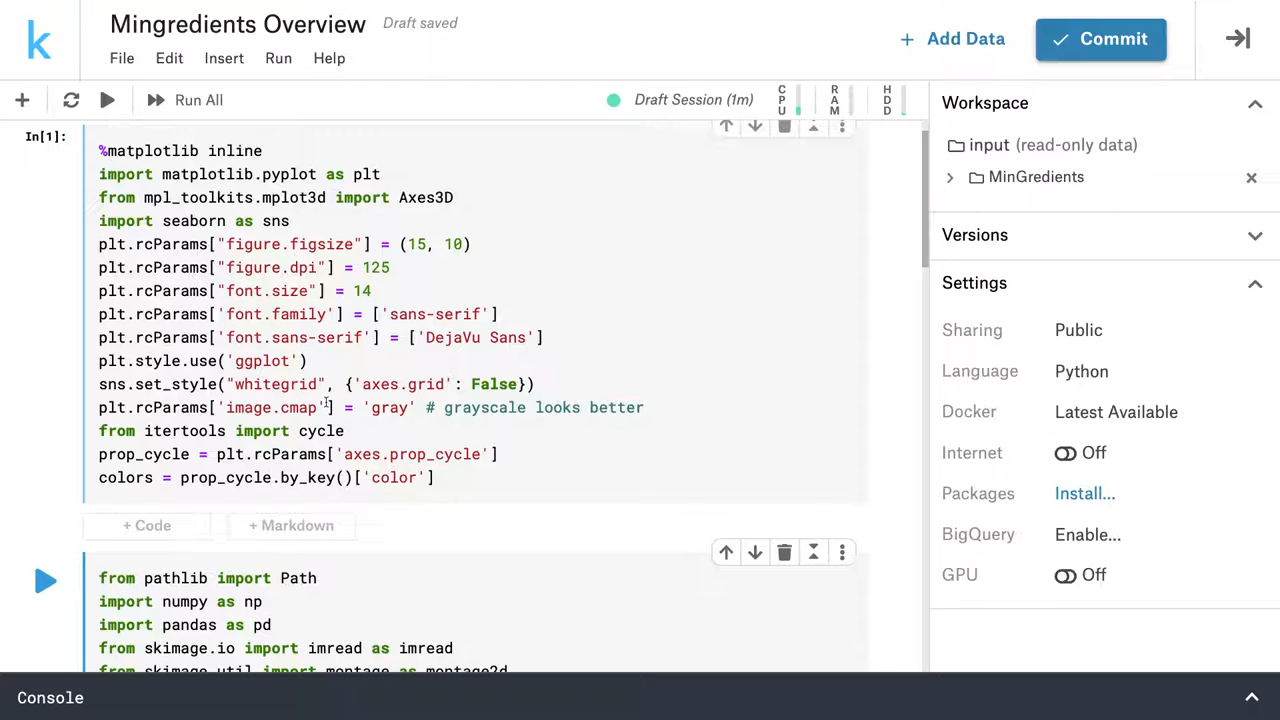 k
Mingredients Overview
Draft saved
File Edit Insert Run Help
+ Add Data
Commit
Run All
Draft Session (1m)
CPU
RAM
HDD
In[1]:
%matplotlib inline
import matplotlib.pyplot as plt
from mpl_toolkits.mplot3d import Axes3D
import seaborn as sns
plt.rcParams["figure.figsize"] = (15, 10)
plt.rcParams["figure.dpi"] = 125
plt.rcParams["font.size"] = 14
plt.rcParams['font.family'] = ['sans-serif']
plt.rcParams['font.sans-serif'] = ['DejaVu Sans']
plt.style.use('ggplot')
sns.set_style("whitegrid", {'axes.grid': False})
plt.rcParams['image.cmap'] = 'gray' # grayscale looks better
from itertools import cycle
prop_cycle = plt.rcParams['axes.prop_cycle']
colors = prop_cycle.by_key()['color']
+ Code + Markdown
from pathlib import Path
import numpy as np
import pandas as pd
from skimage.io import imread as imread
from skimage.util import montage as montage2d
Workspace
input (read-only data)
MinGredients
Versions
Settings
Sharing Public
Language Python
Docker Latest Available
Internet Off
Packages Install...
BigQuery Enable...
GPU Off
Console